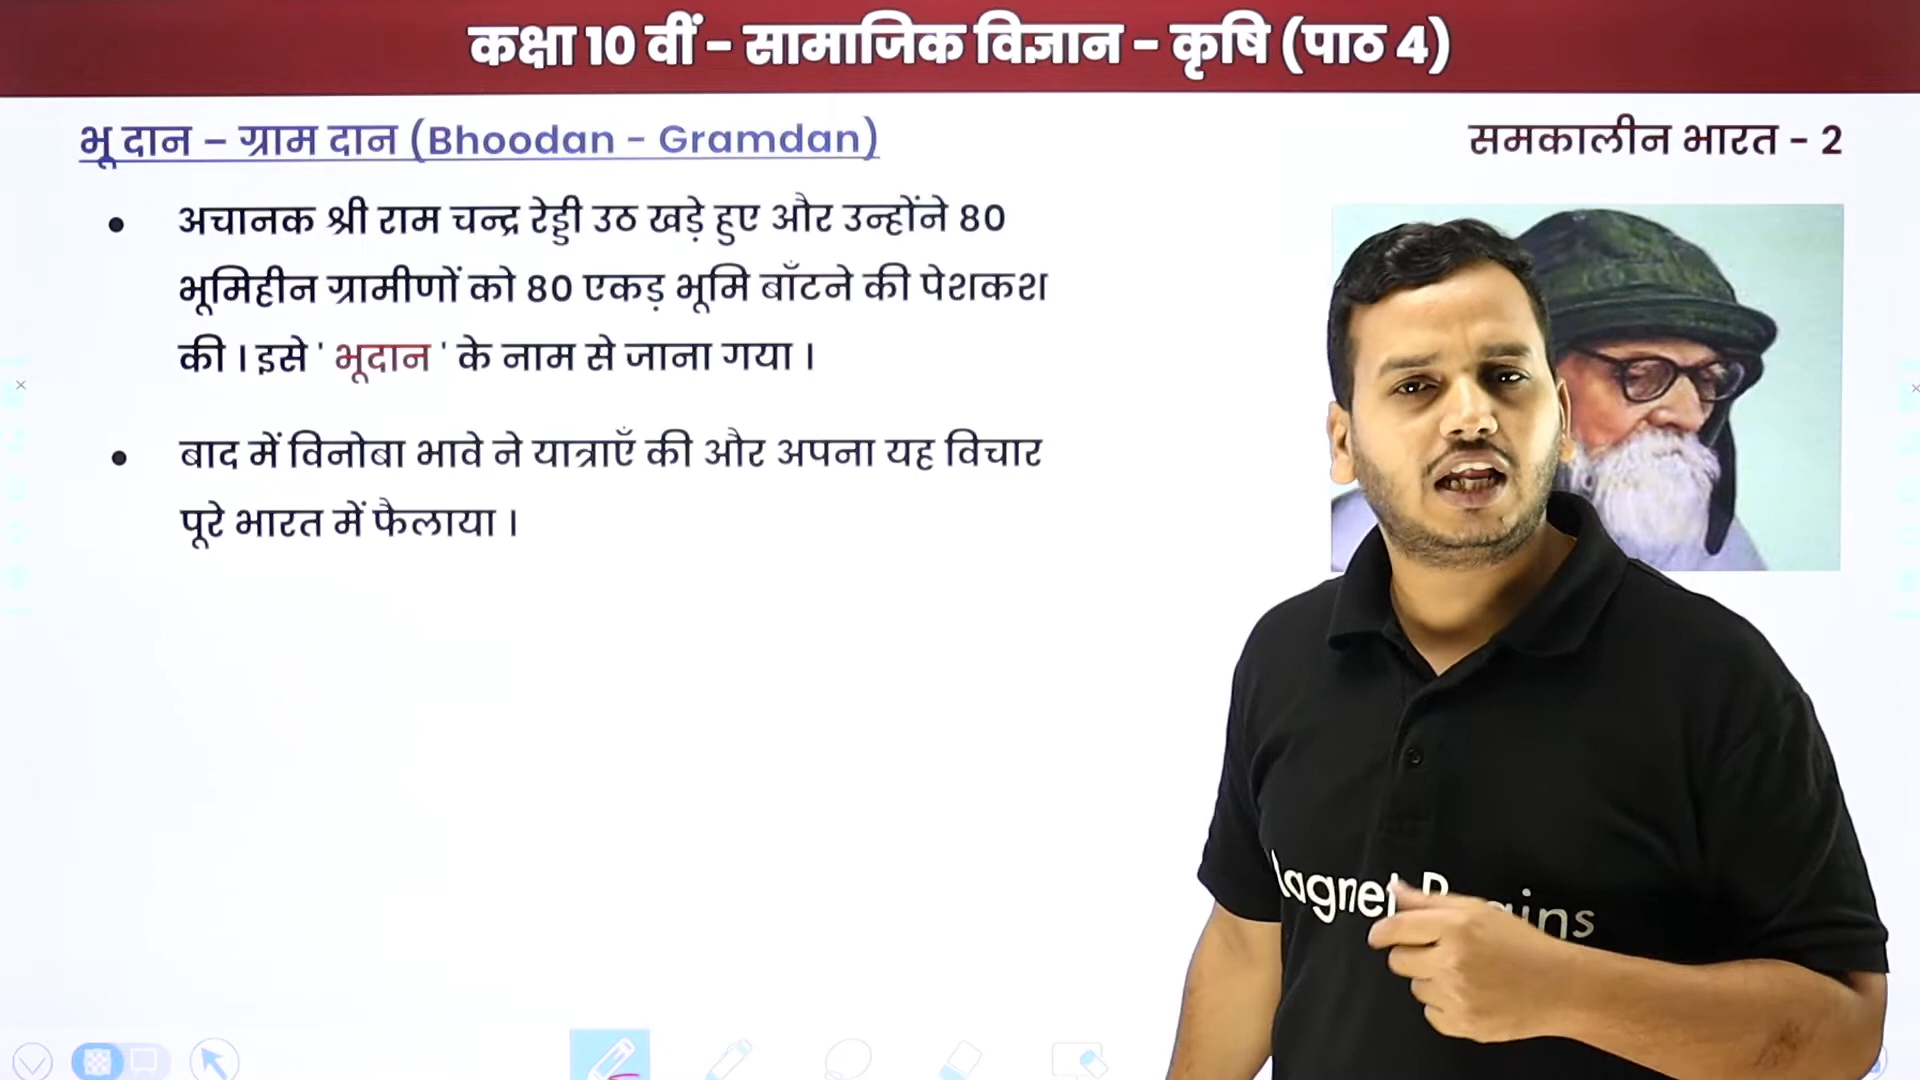 कक्षा 10 वीं - सामाजिक विज्ञान - कृषि (पाठ 4)
भू दान – ग्राम दान (Bhoodan - Gramdan)
समकालीन भारत - 2
• अचानक श्री राम चन्द्र रेड्डी उठ खड़े हुए और उन्होंने 80
भूमिहीन ग्रामीणों को 80 एकड़ भूमि बाँटने की पेशकश
की । इसे ' भूदान ' के नाम से जाना गया ।
• बाद में विनोबा भावे ने यात्राएँ की और अपना यह विचार
पूरे भारत में फैलाया ।